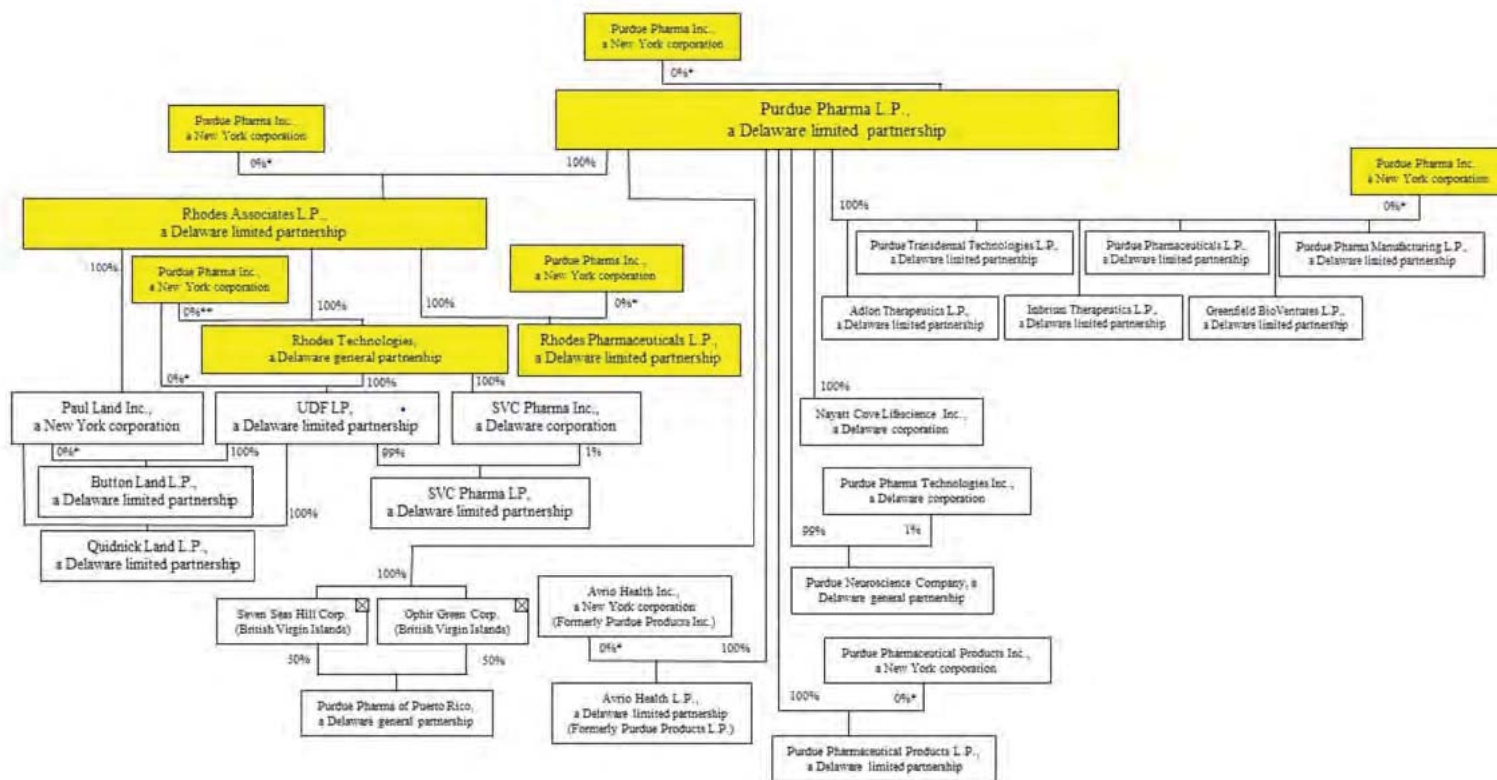 Purdue Pharma Inc.,
a New York corporation
0%*
Purdue Pharma L.P.,
a Delaware limited partnership
Purdue Pharma Inc.,
a New York corporation
0%*
100%
Purdue Pharma Inc.
a New York corporation
100%
0%*
Rhodes Associates L.P.,
a Delaware limited partnership
Purdue Transdermal Technologies L.P.,
a Delaware limited partnership
Purdue Pharmaceuticals L.P.,
a Delaware limited partnership
Purdue Pharma Manufacturing L.P.,
a Delaware limited partnership
100%
Purdue Pharma Inc.,
a New York corporation
0%**
100%
100%
Purdue Pharma Inc.,
a New York corporation
0%*
Adlon Therapeutics L.P.,
a Delaware limited partnership
Imbrium Therapeutics L.P.,
a Delaware limited partnership
Greenfield BioVentures L.P.,
a Delaware limited partnership
Rhodes Technologies,
a Delaware general partnership
Rhodes Pharmaceuticals L.P.,
a Delaware limited partnership
0%*
100%
100%
100%
Paul Land Inc.,
a New York corporation
UDF LP,
a Delaware limited partnership
SVC Pharma Inc.,
a Delaware corporation
Nayatt Cove Lifescience Inc.,
a Delaware corporation
0%*
100%
99%
1%
Button Land L.P.,
a Delaware limited partnership
SVC Pharma LP,
a Delaware limited partnership
Purdue Pharma Technologies Inc.,
a Delaware corporation
100%
99%
1%
Quidnick Land L.P.,
a Delaware limited partnership
100%
Purdue Neuroscience Company, a
Delaware general partnership
Seven Seas Hill Corp.
(British Virgin Islands)
Ophir Green Corp.
(British Virgin Islands)
Avrio Health Inc.,
a New York corporation
(Formerly Purdue Products Inc.)
50%
50%
0%*
100%
Purdue Pharmaceutical Products Inc.,
a New York corporation
100%
0%*
Purdue Pharma of Puerto Rico,
a Delaware general partnership
Avrio Health L.P.,
a Delaware limited partnership
(Formerly Purdue Products L.P.)
Purdue Pharmaceutical Products L.P.,
a Delaware limited partnership